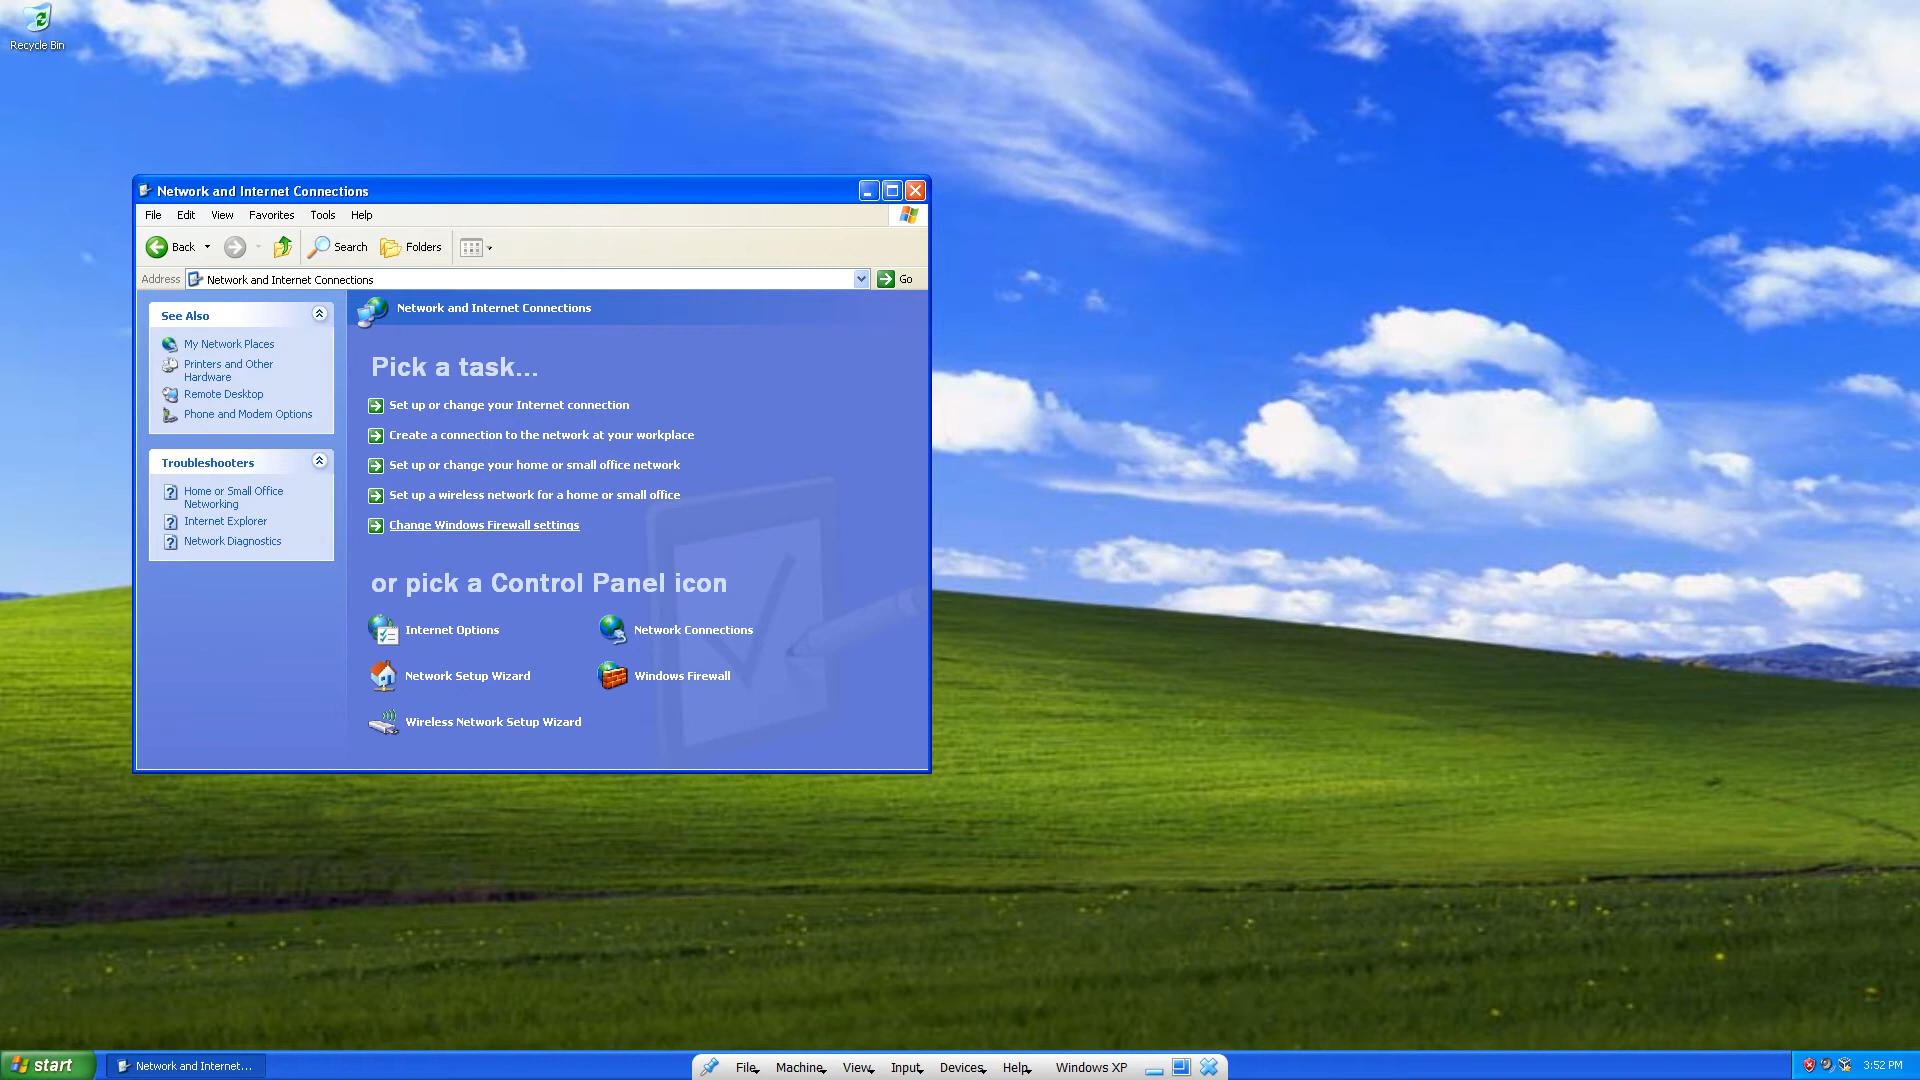 Recycle Bin
Network and Internet Connections
File Edit View Favorites Tools Help
Back Search Folders
Address Network and Internet Connections Go
See Also
My Network Places
Printers and Other
Hardware
Remote Desktop
Phone and Modem Options
Troubleshooters
Home or Small Office
Networking
Internet Explorer
Network Diagnostics
Network and Internet Connections
Pick a task...
Set up or change your Internet connection
Create a connection to the network at your workplace
Set up or change your home or small office network
Set up a wireless network for a home or small office
Change Windows Firewall settings
or pick a Control Panel icon
Internet Options Network Connections
Network Setup Wizard Windows Firewall
Wireless Network Setup Wizard
start Network and Internet... File Machine View Input Devices Help Windows XP 3:52 PM